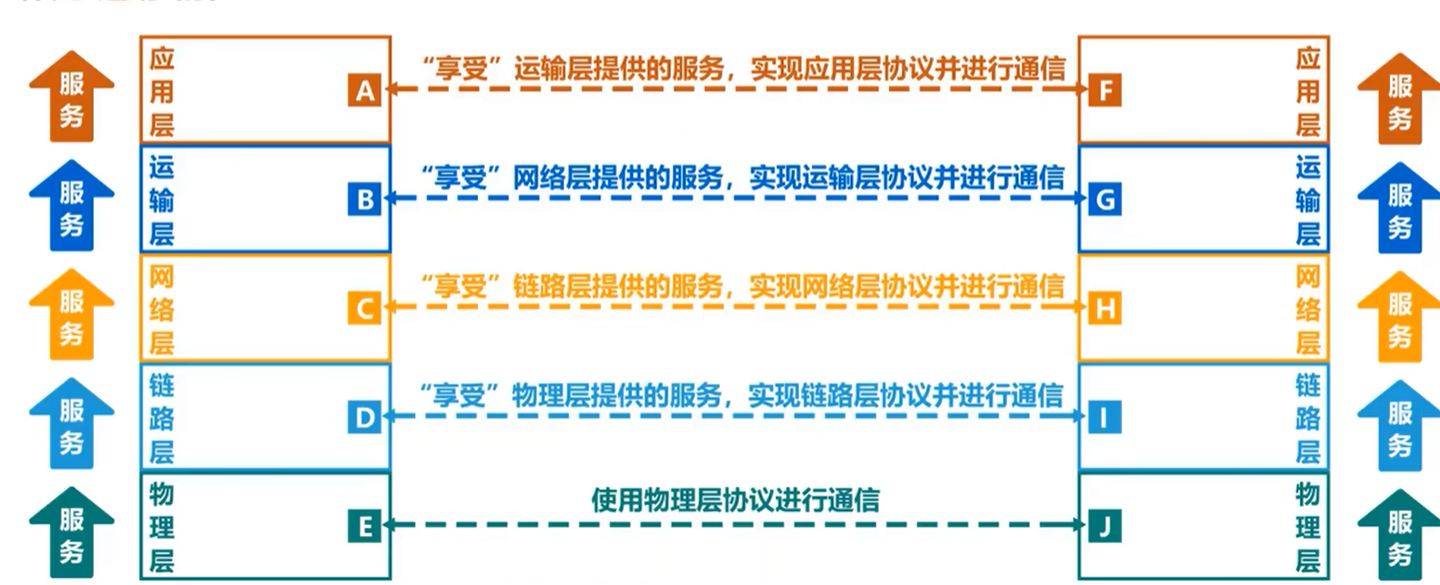 服务
应用层
A
“享受”运输层提供的服务，实现应用层协议并进行通信
F
应用层
服务
服务
运输层
B
“享受”网络层提供的服务，实现运输层协议并进行通信
G
运输层
服务
服务
网络层
C
“享受”链路层提供的服务，实现网络层协议并进行通信
H
网络层
服务
服务
链路层
D
“享受”物理层提供的服务，实现链路层协议并进行通信
I
链路层
服务
服务
物理层
E
使用物理层协议进行通信
J
物理层
服务